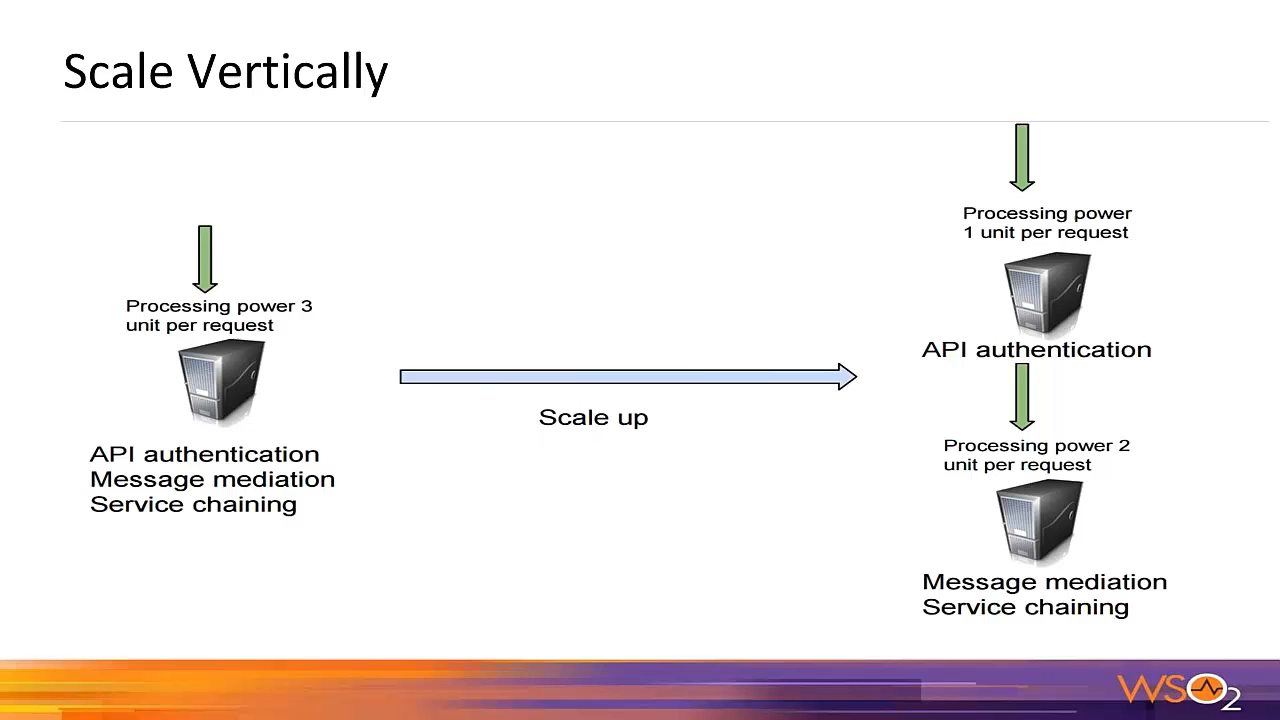 Scale Vertically
Processing power 3
unit per request
API authentication
Message mediation
Service chaining
Scale up
Processing power
1 unit per request
API authentication
Processing power 2
unit per request
Message mediation
Service chaining
WSO2